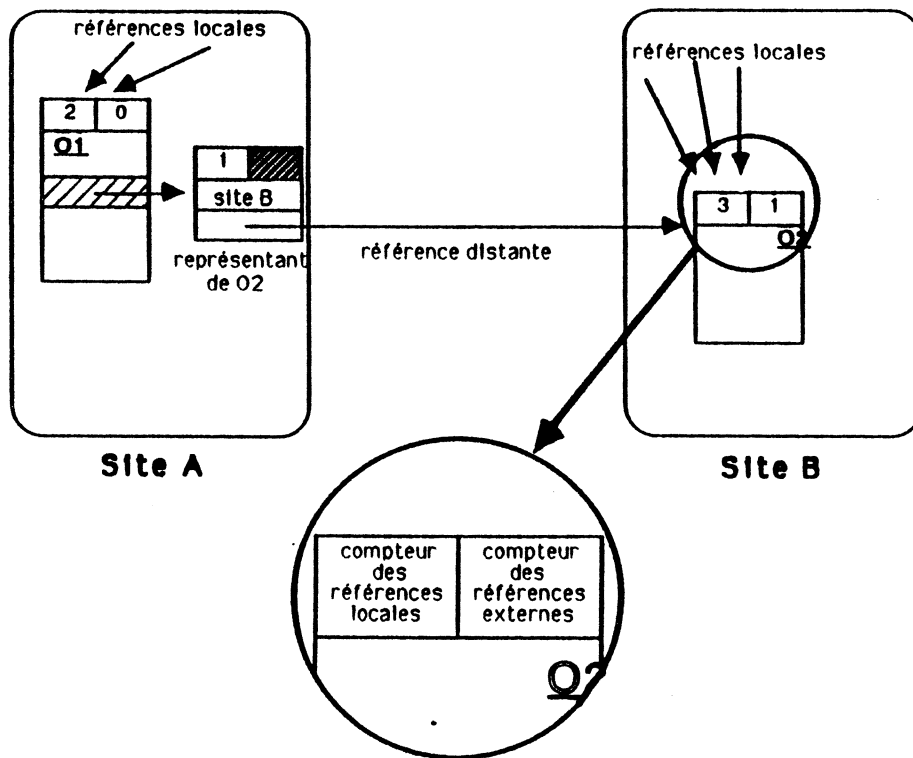 références locales
2 0
O1
1
site B
représentant
de O2
référence distante
références locales
3 1
O2
Site A
Site B
compteur
des
références
locales
compteur
des
références
externes
O2